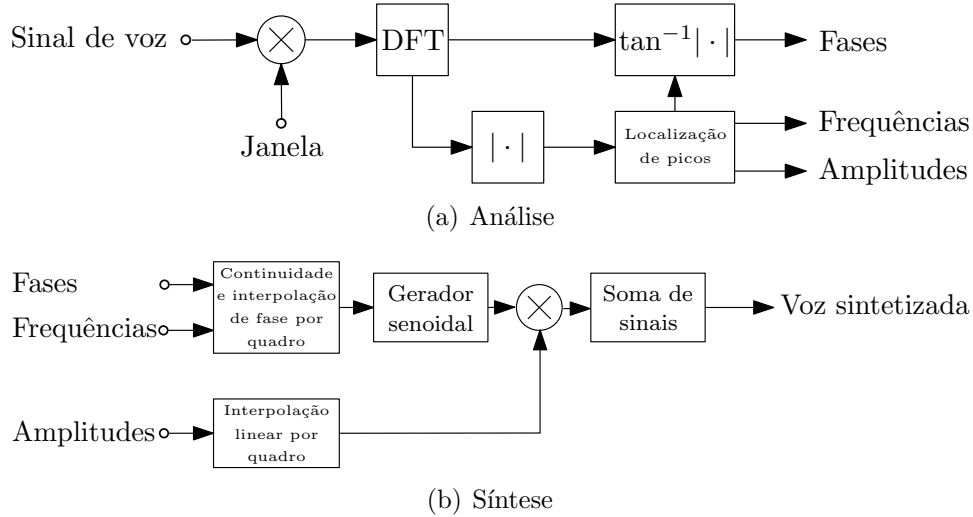 Sinal de voz
DFT
tan⁻¹| · |
Fases
Janela
| · |
Localização
de picos
Frequências
Amplitudes
(a) Análise
Fases
Frequências
Continuidade
e interpolação
de fase por
quadro
Gerador
senoidal
Soma de
sinais
Voz sintetizada
Amplitudes
Interpolação
linear por
quadro
(b) Síntese